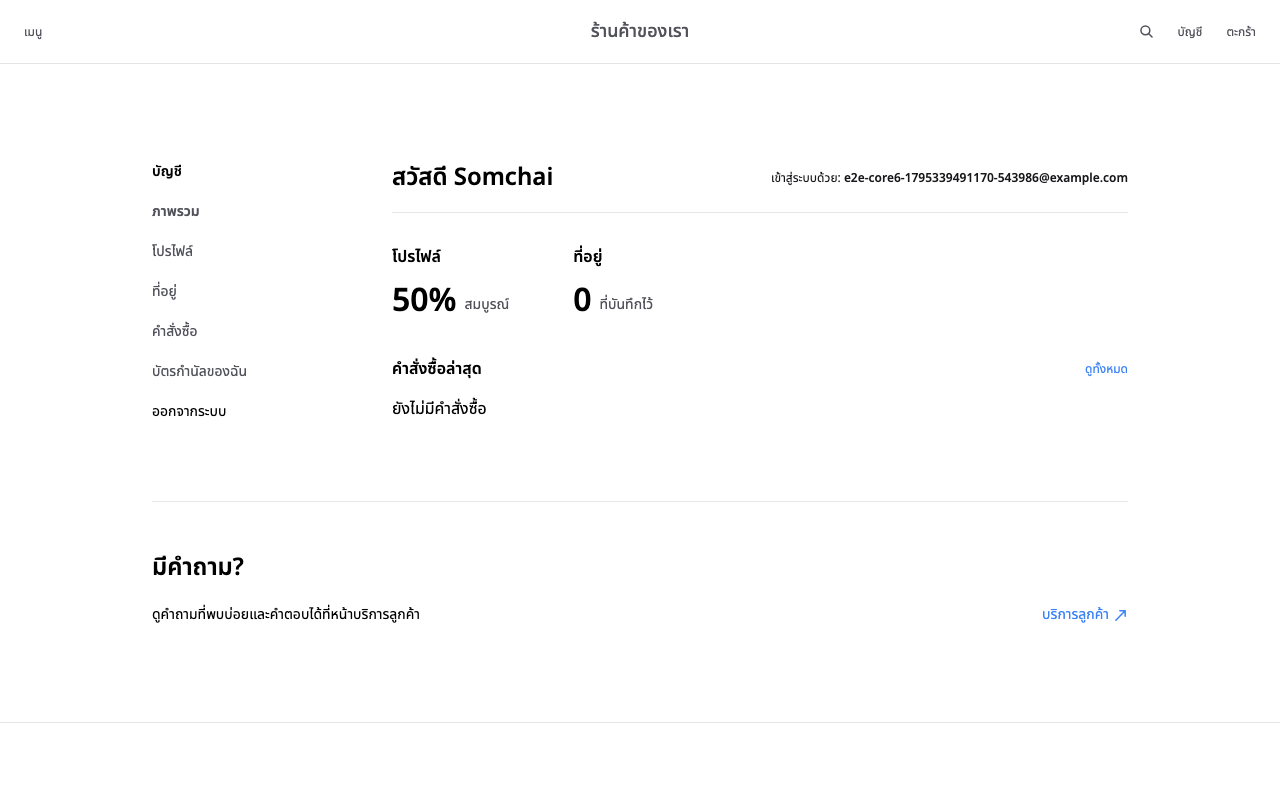 เมนู
ร้านค้าของเรา
บัญชี
ตะกร้า
บัญชี
ภาพรวม
โปรไฟล์
ที่อยู่
คำสั่งซื้อ
บัตรกำนัลของฉัน
ออกจากระบบ
สวัสดี Somchai
เข้าสู่ระบบด้วย: e2e-core6-1795339491170-543986@example.com
โปรไฟล์
50% สมบูรณ์
ที่อยู่
0 ที่บันทึกไว้
คำสั่งซื้อล่าสุด
ดูทั้งหมด
ยังไม่มีคำสั่งซื้อ
มีคำถาม?
ดูคำถามที่พบบ่อยและคำตอบได้ที่หน้าบริการลูกค้า
บริการลูกค้า